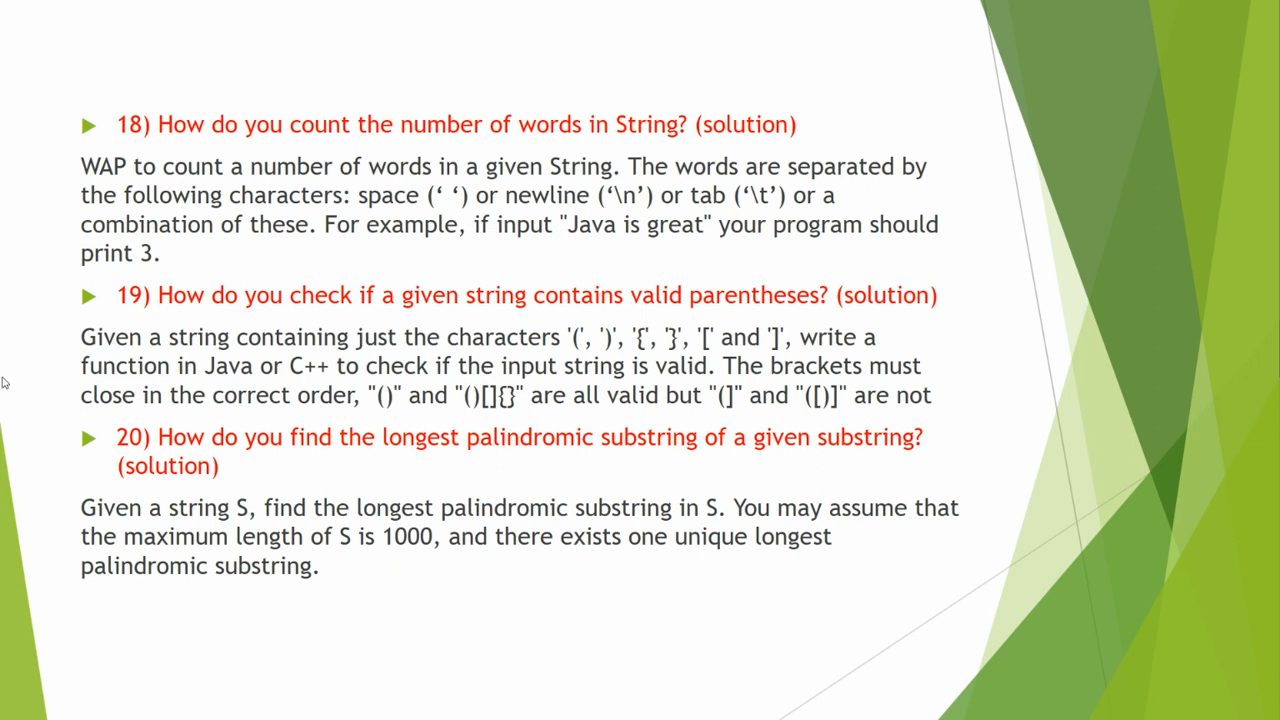 18) How do you count the number of words in String? (solution)
WAP to count a number of words in a given String. The words are separated by
the following characters: space (‘ ‘) or newline (‘\n’) or tab (‘\t’) or a
combination of these. For example, if input "Java is great" your program should
print 3.
19) How do you check if a given string contains valid parentheses? (solution)
Given a string containing just the characters '(', ')', '{', '}', '[' and ']', write a
function in Java or C++ to check if the input string is valid. The brackets must
close in the correct order, "()" and "()[]{}" are all valid but "(]" and "([)]" are not
20) How do you find the longest palindromic substring of a given substring?
(solution)
Given a string S, find the longest palindromic substring in S. You may assume that
the maximum length of S is 1000, and there exists one unique longest
palindromic substring.